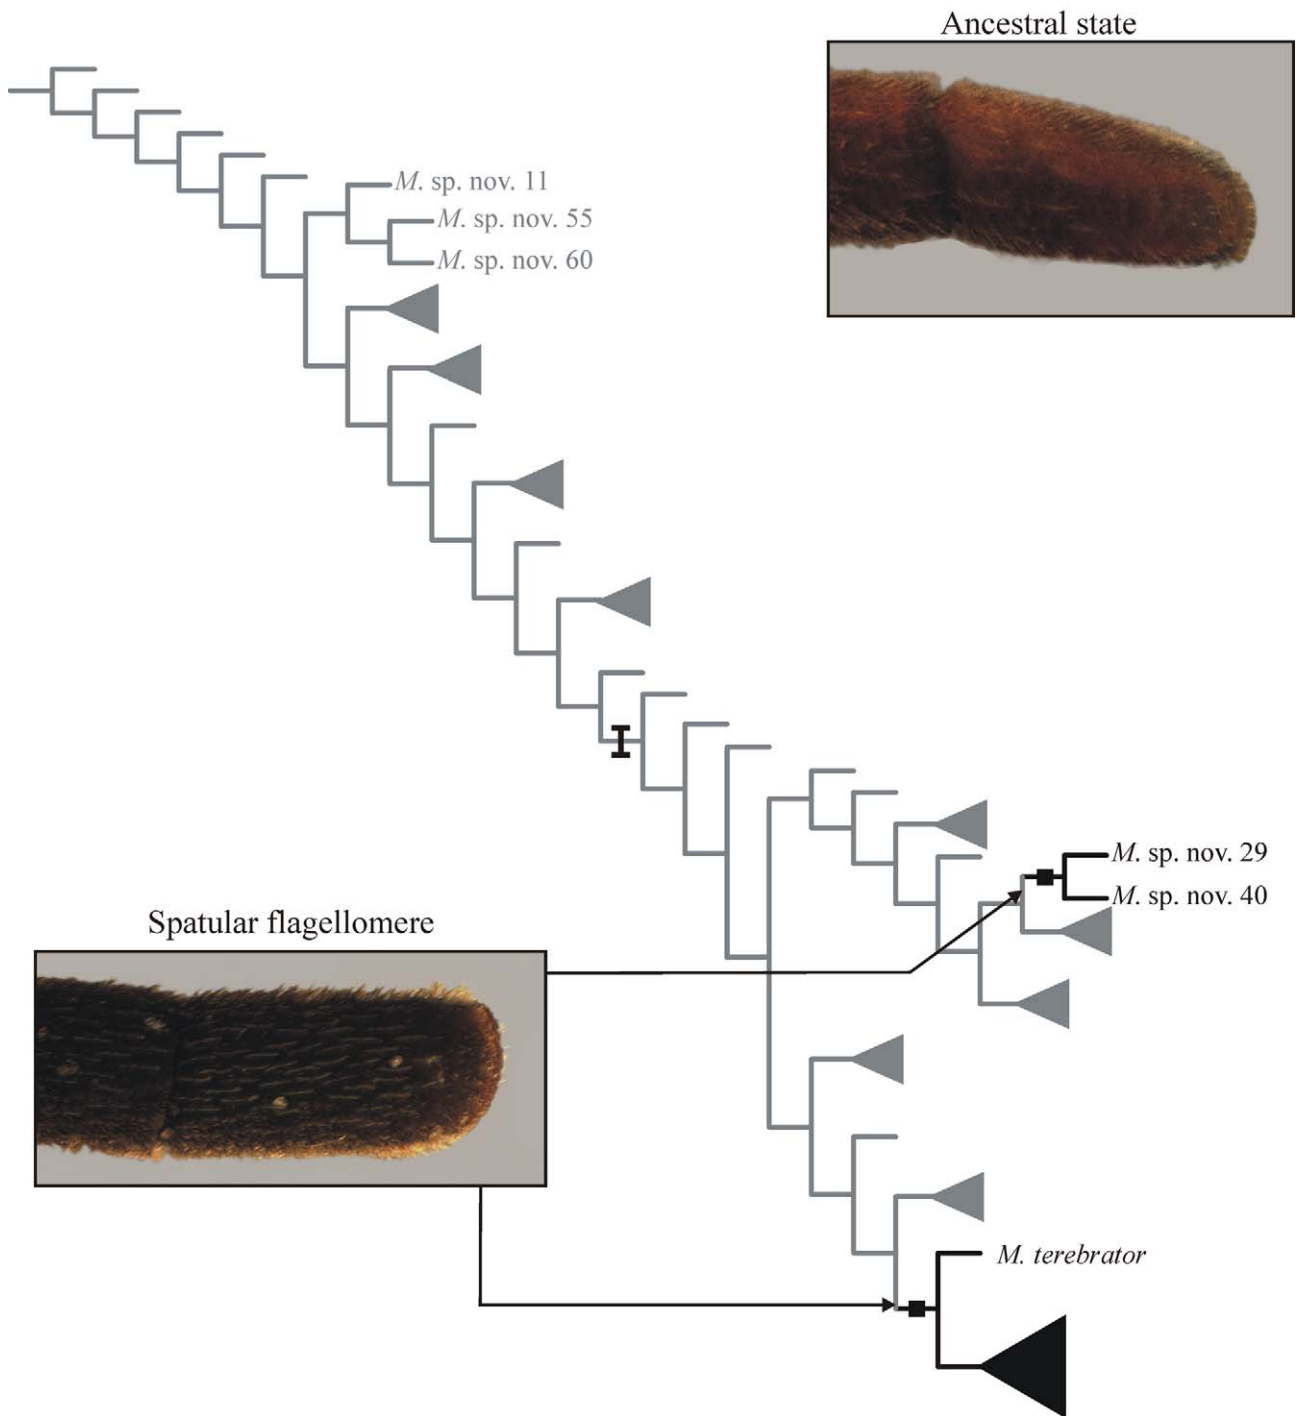 Ancestral state
M. sp. nov. 11
M. sp. nov. 55
M. sp. nov. 60
M. sp. nov. 29
M. sp. nov. 40
Spatular flagellomere
M. terebrator